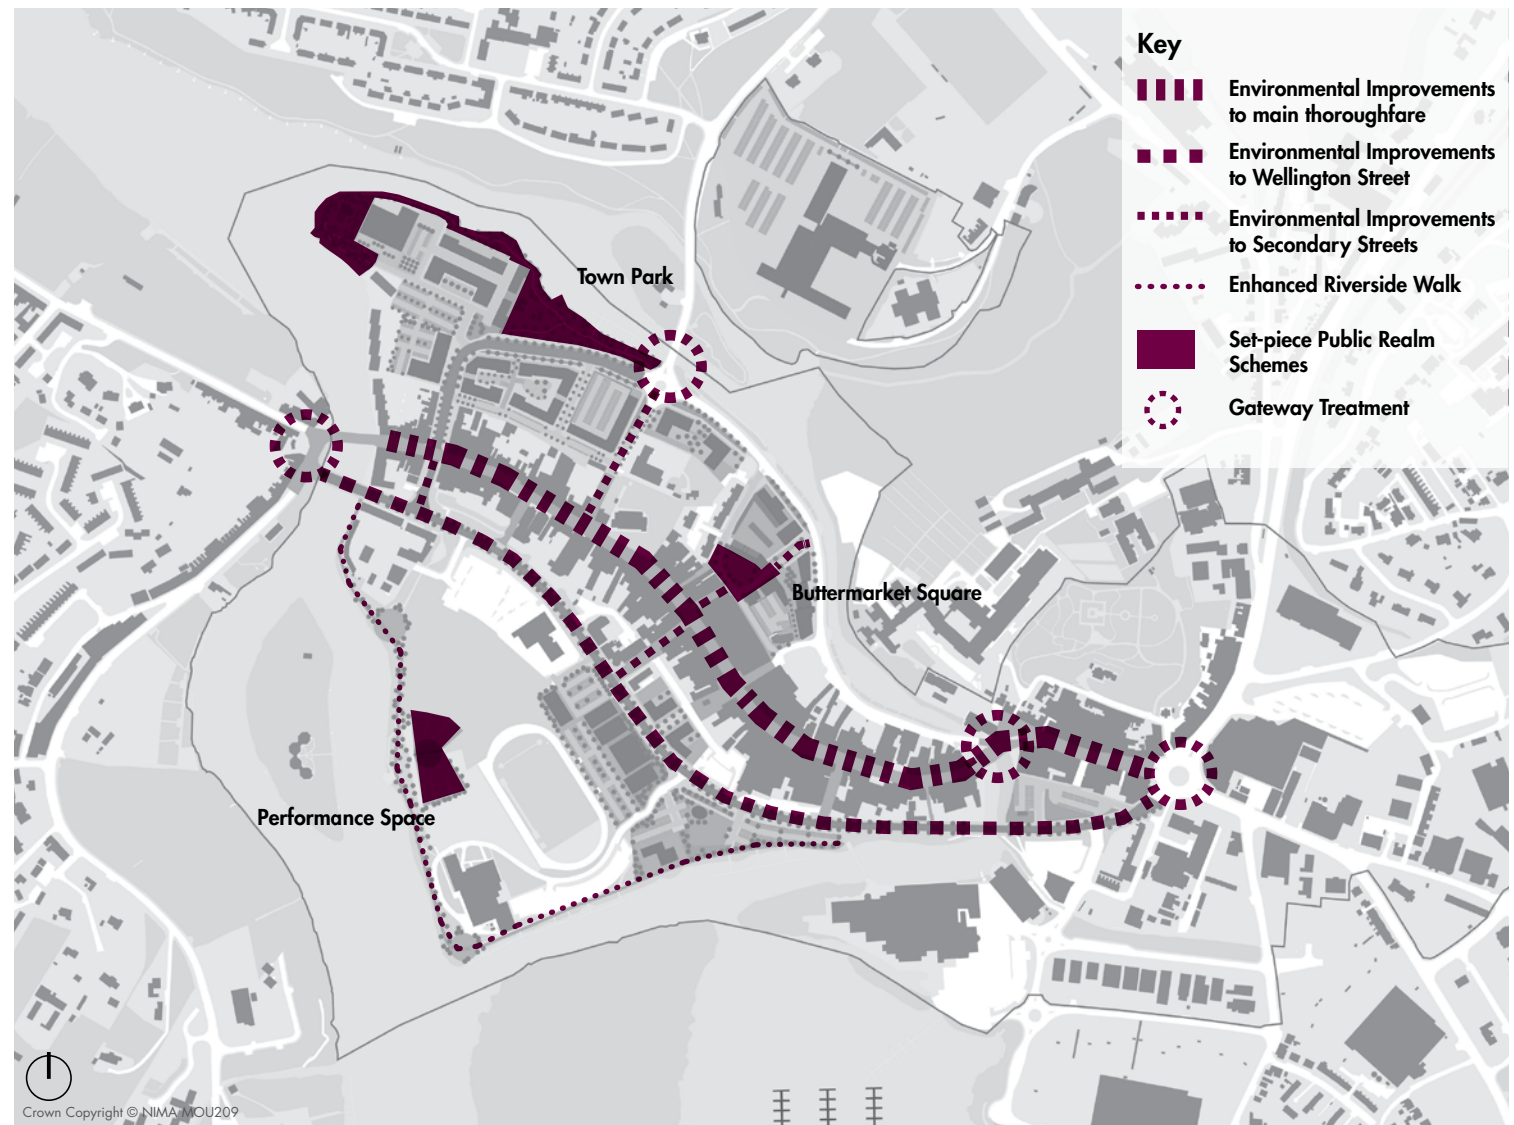 Key
Environmental Improvements
to main thoroughfare
Environmental Improvements
to Wellington Street
Environmental Improvements
to Secondary Streets
Enhanced Riverside Walk
Set-piece Public Realm
Schemes
Gateway Treatment
Town Park
Buttermarket Square
Performance Space
Crown Copyright © NIMA MOU209